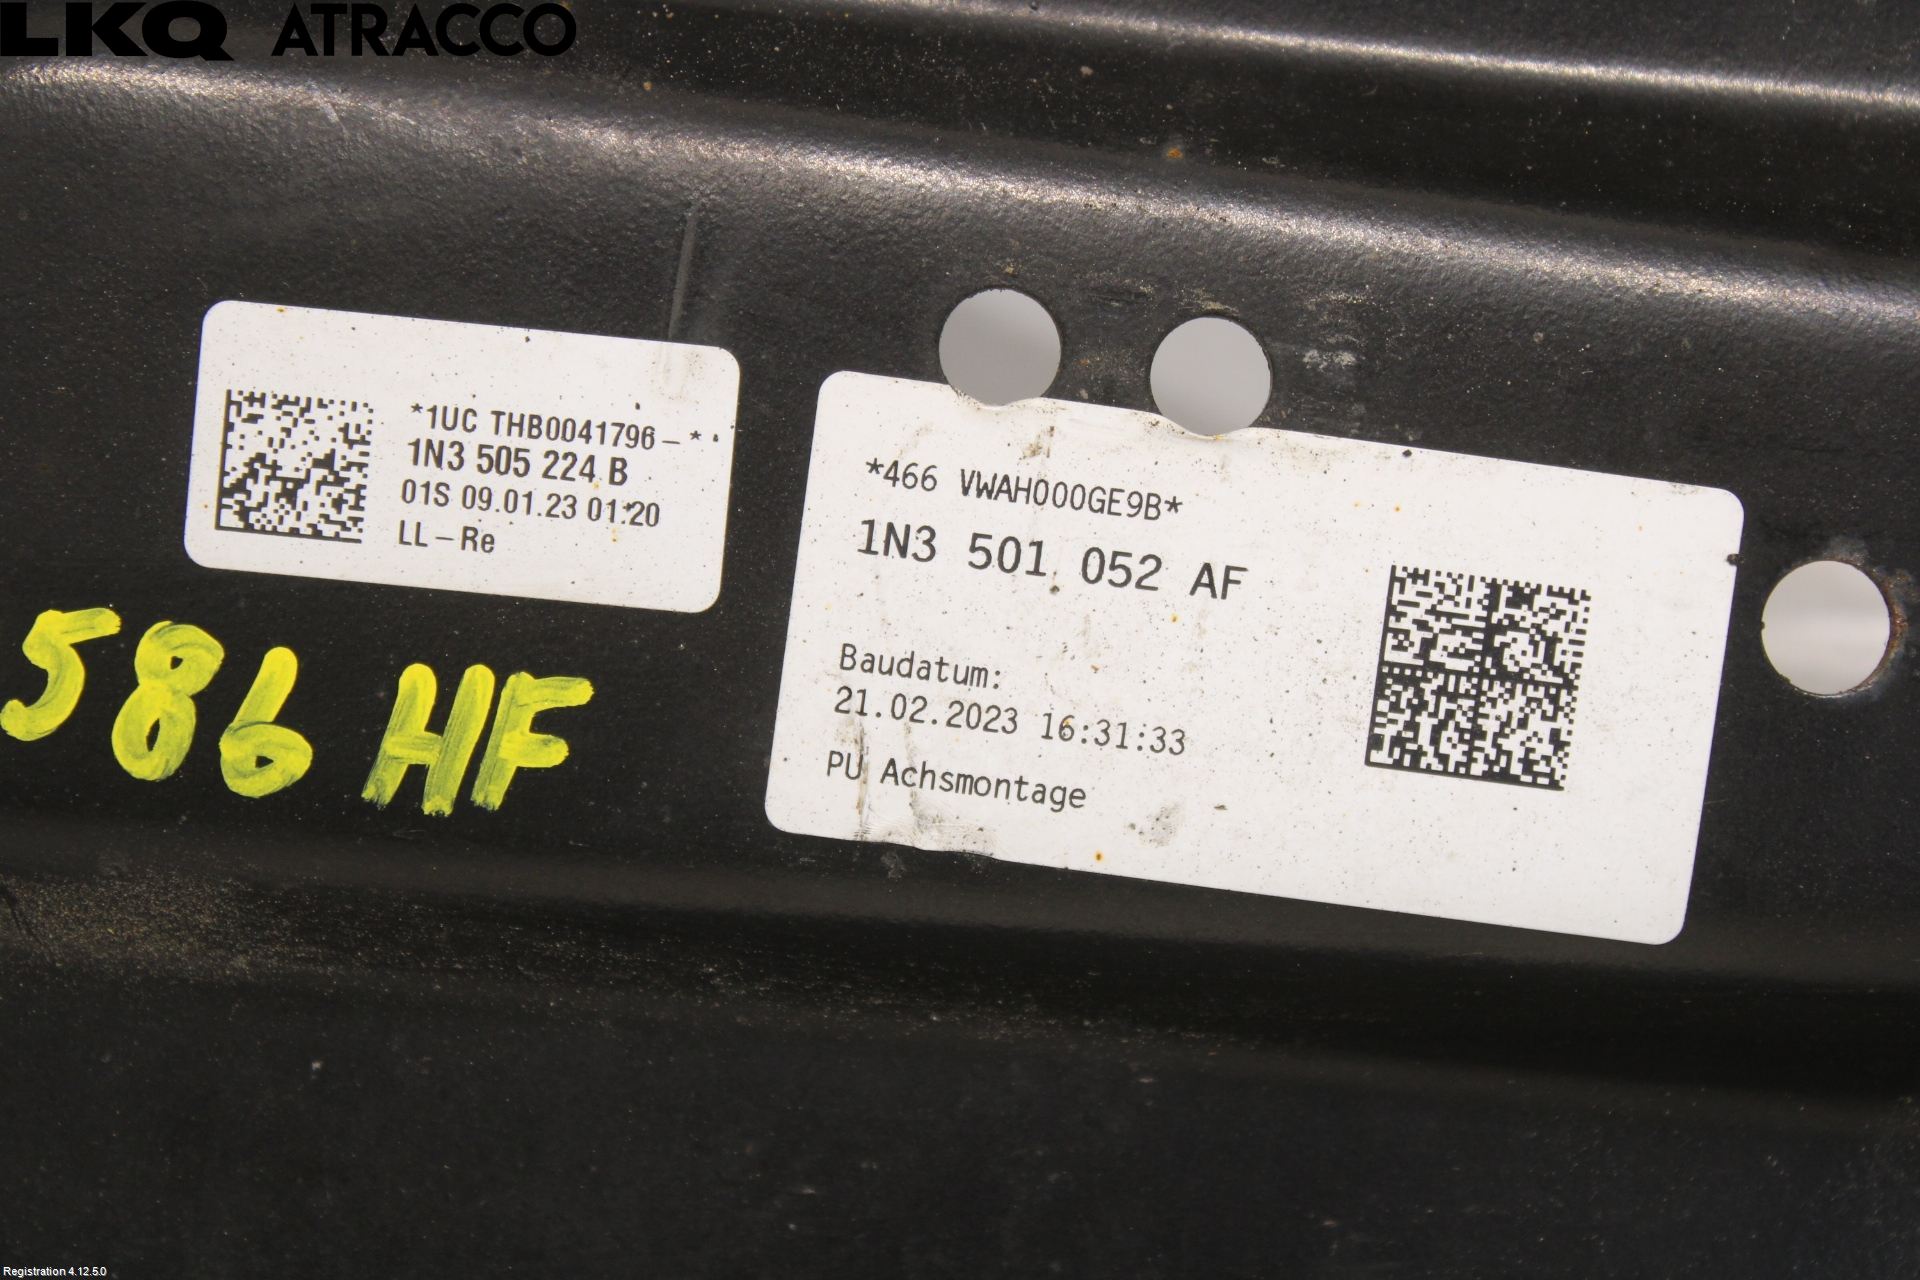 LKQ ATRACCO
*1UC THB0041796-*
1N3 505 224 B
01S 09.01.23 01:20
LL-Re
*466 VWAH000GE9B*
1N3 501 052 AF
Baudatum:
21.02.2023 16:31:33
PU Achsmontage
586 HF
Registration 4.12.5.0